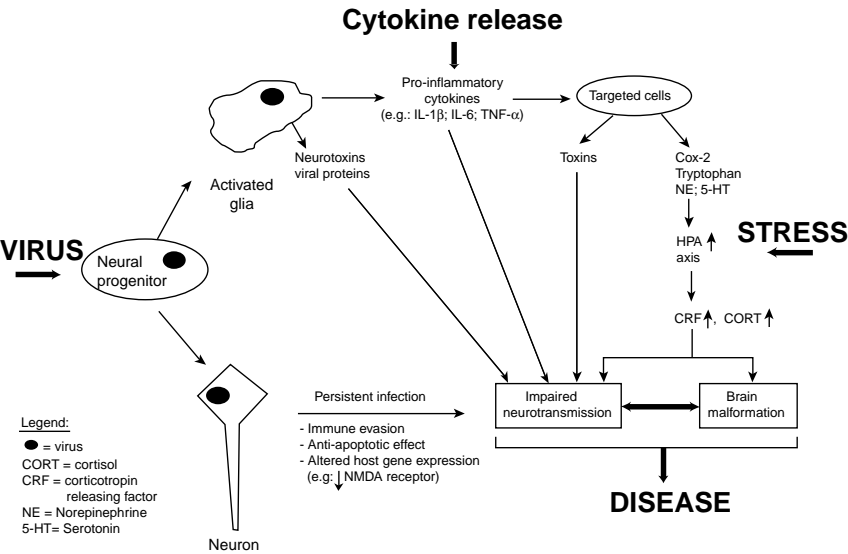 Cytokine release
Pro-inflammatory
cytokines
(e.g.: IL-1β; IL-6; TNF-α)
Targeted cells
Neurotoxins
viral proteins
Toxins
Cox-2
Tryptophan
NE; 5-HT
Activated
glia
VIRUS
Neural
progenitor
HPA
axis
STRESS
CRF, CORT
Persistent infection
- Immune evasion
- Anti-apoptotic effect
- Altered host gene expression
(e.g: NMDA receptor)
Impaired
neurotransmission
Brain
malformation
Legend:
= virus
CORT = cortisol
CRF = corticotropin
releasing factor
NE = Norepinephrine
5-HT= Serotonin
Neuron
DISEASE